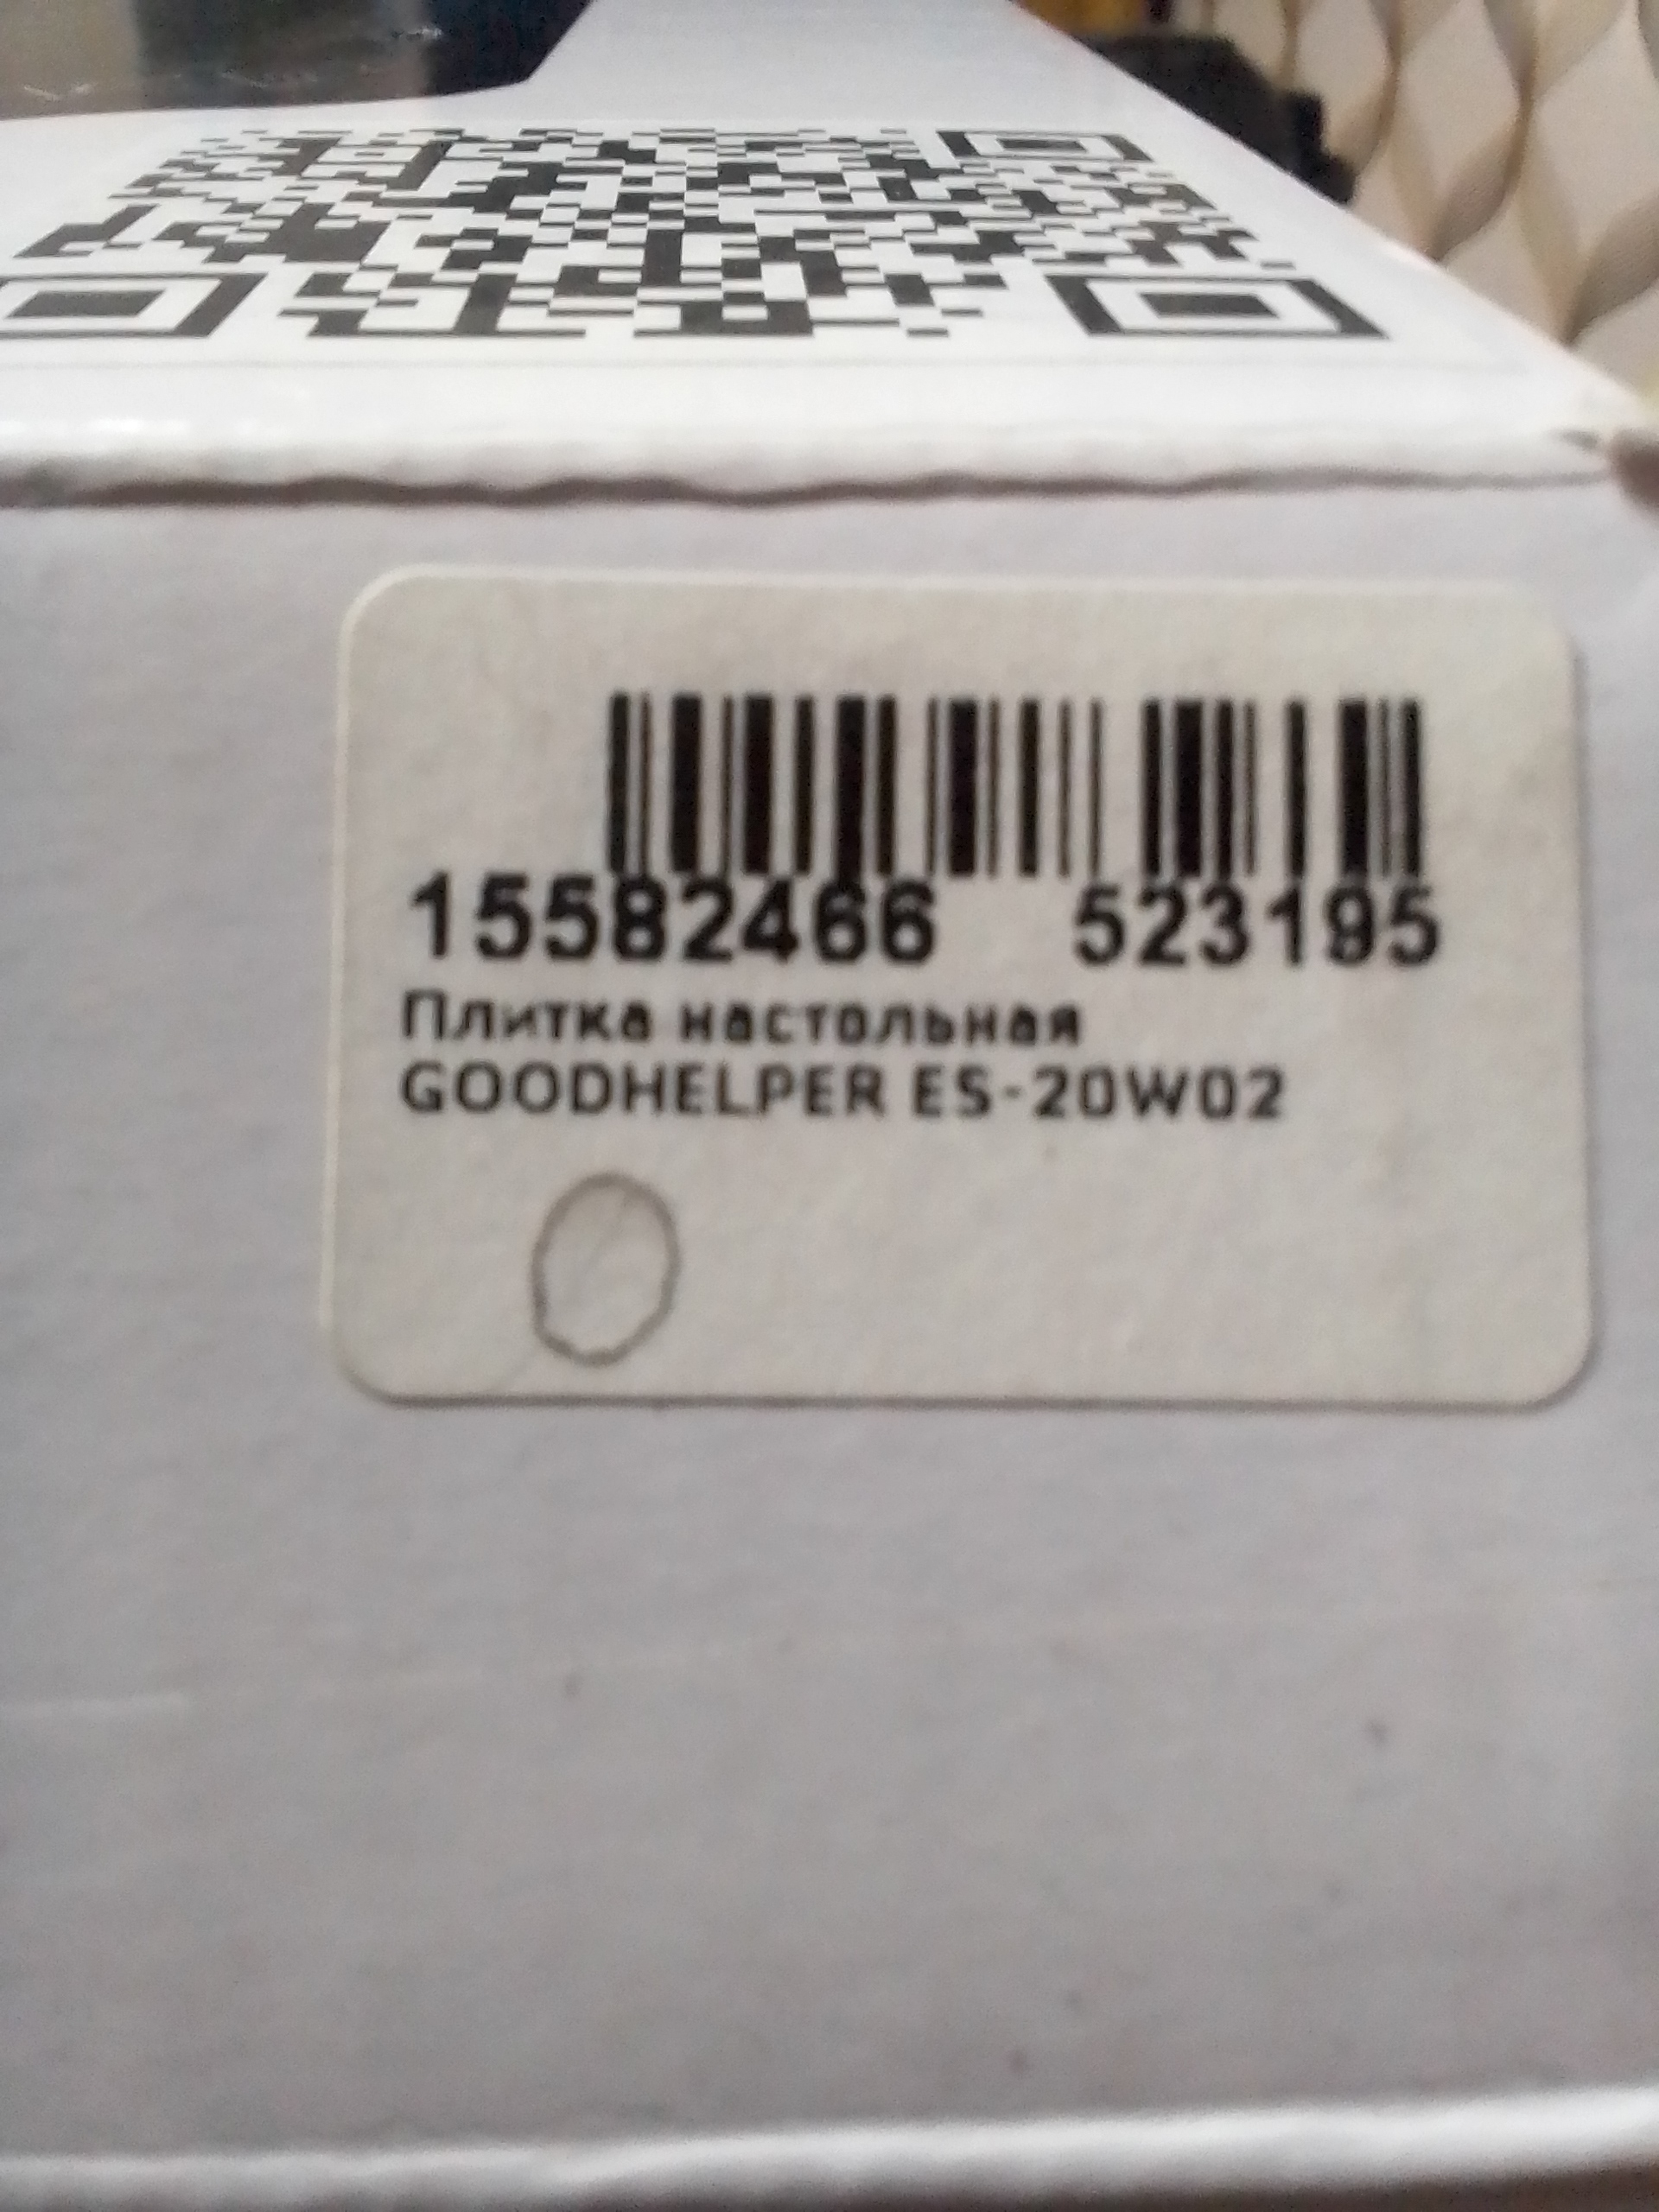 15582466 523195
Плитка настольная
GOODHELPER ES-20W02